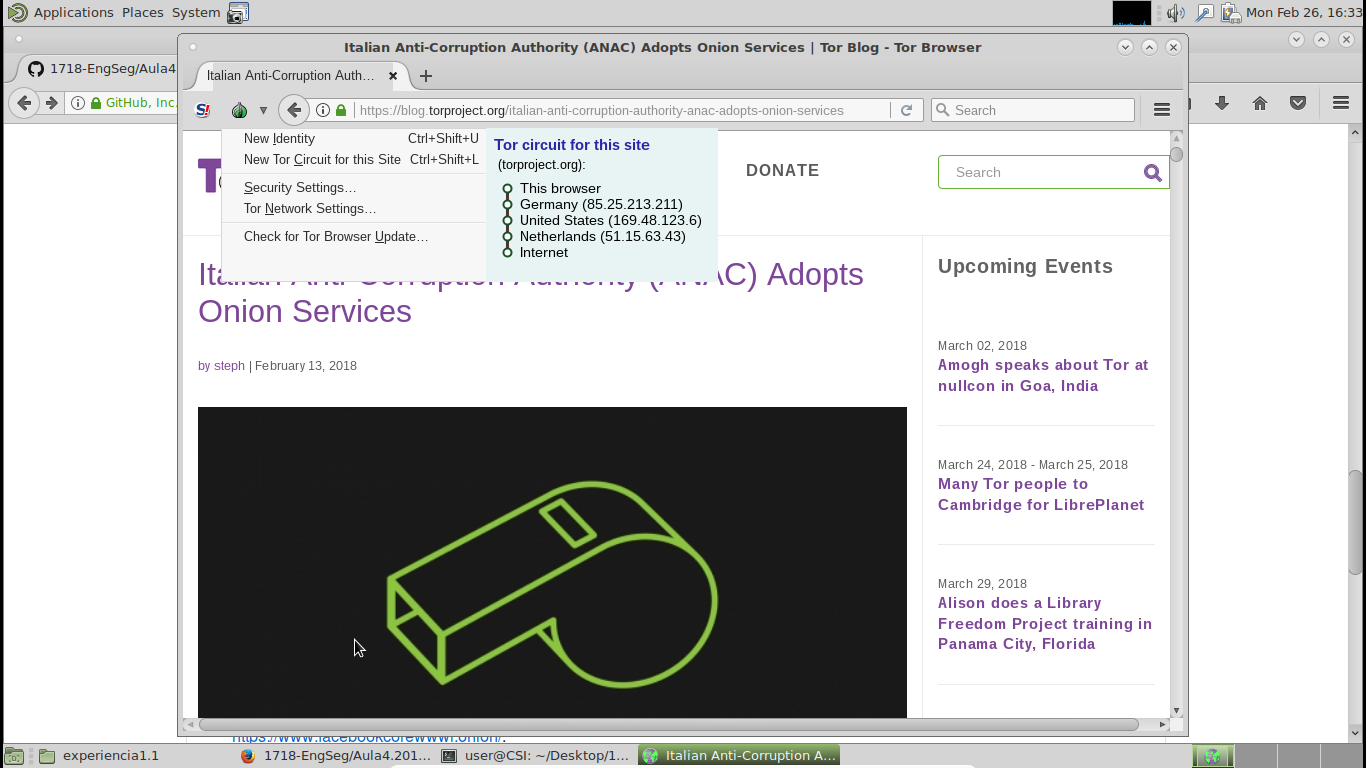 Applications Places System
Mon Feb 26, 16:33
1718-EngSeg/Aula4
GitHub, Inc.
Italian Anti-Corruption Authority (ANAC) Adopts Onion Services | Tor Blog - Tor Browser
Italian Anti-Corruption Auth…
https://blog.torproject.org/italian-anti-corruption-authority-anac-adopts-onion-services
Search
New Identity Ctrl+Shift+U
New Tor Circuit for this Site Ctrl+Shift+L
Security Settings…
Tor Network Settings…
Check for Tor Browser Update…
Tor circuit for this site
(torproject.org):
This browser
Germany (85.25.213.211)
United States (169.48.123.6)
Netherlands (51.15.63.43)
Internet
DONATE
Search
Italian Anti-Corruption Authority (ANAC) Adopts
Onion Services
by steph | February 13, 2018
Upcoming Events
March 02, 2018
Amogh speaks about Tor at
nullcon in Goa, India
March 24, 2018 - March 25, 2018
Many Tor people to
Cambridge for LibrePlanet
March 29, 2018
Alison does a Library
Freedom Project training in
Panama City, Florida
https://www.facebookcorewwwi.onion/.
experiencia1.1
1718-EngSeg/Aula4.201…
user@CSI: ~/Desktop/1…
Italian Anti-Corruption A…